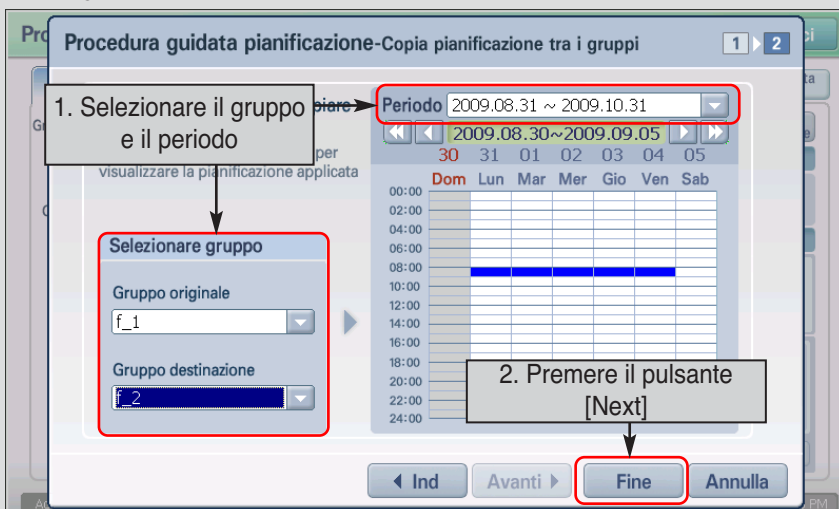 Procedura guidata pianificazione-Copia pianificazione tra i gruppi
1 2
1. Selezionare il gruppo
e il periodo
per
visualizzare la pianificazione applicata
Selezionare gruppo
Gruppo originale
f_1
Gruppo destinazione
f_2
Periodo 2009.08.31 ~ 2009.10.31
2009.08.30~2009.09.05
30 31 01 02 03 04 05
Dom Lun Mar Mer Gio Ven Sab
00:00
02:00
04:00
06:00
08:00
10:00
12:00
14:00
16:00
18:00
20:00
22:00
24:00
2. Premere il pulsante
[Next]
Ind Avanti Fine Annulla
PM